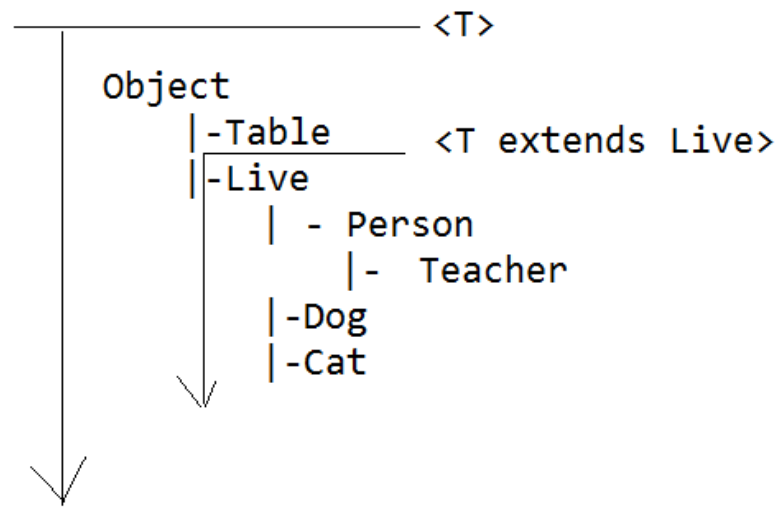 <T>
Object
|-Table
<T extends Live>
|-Live
| - Person
|- Teacher
|-Dog
|-Cat